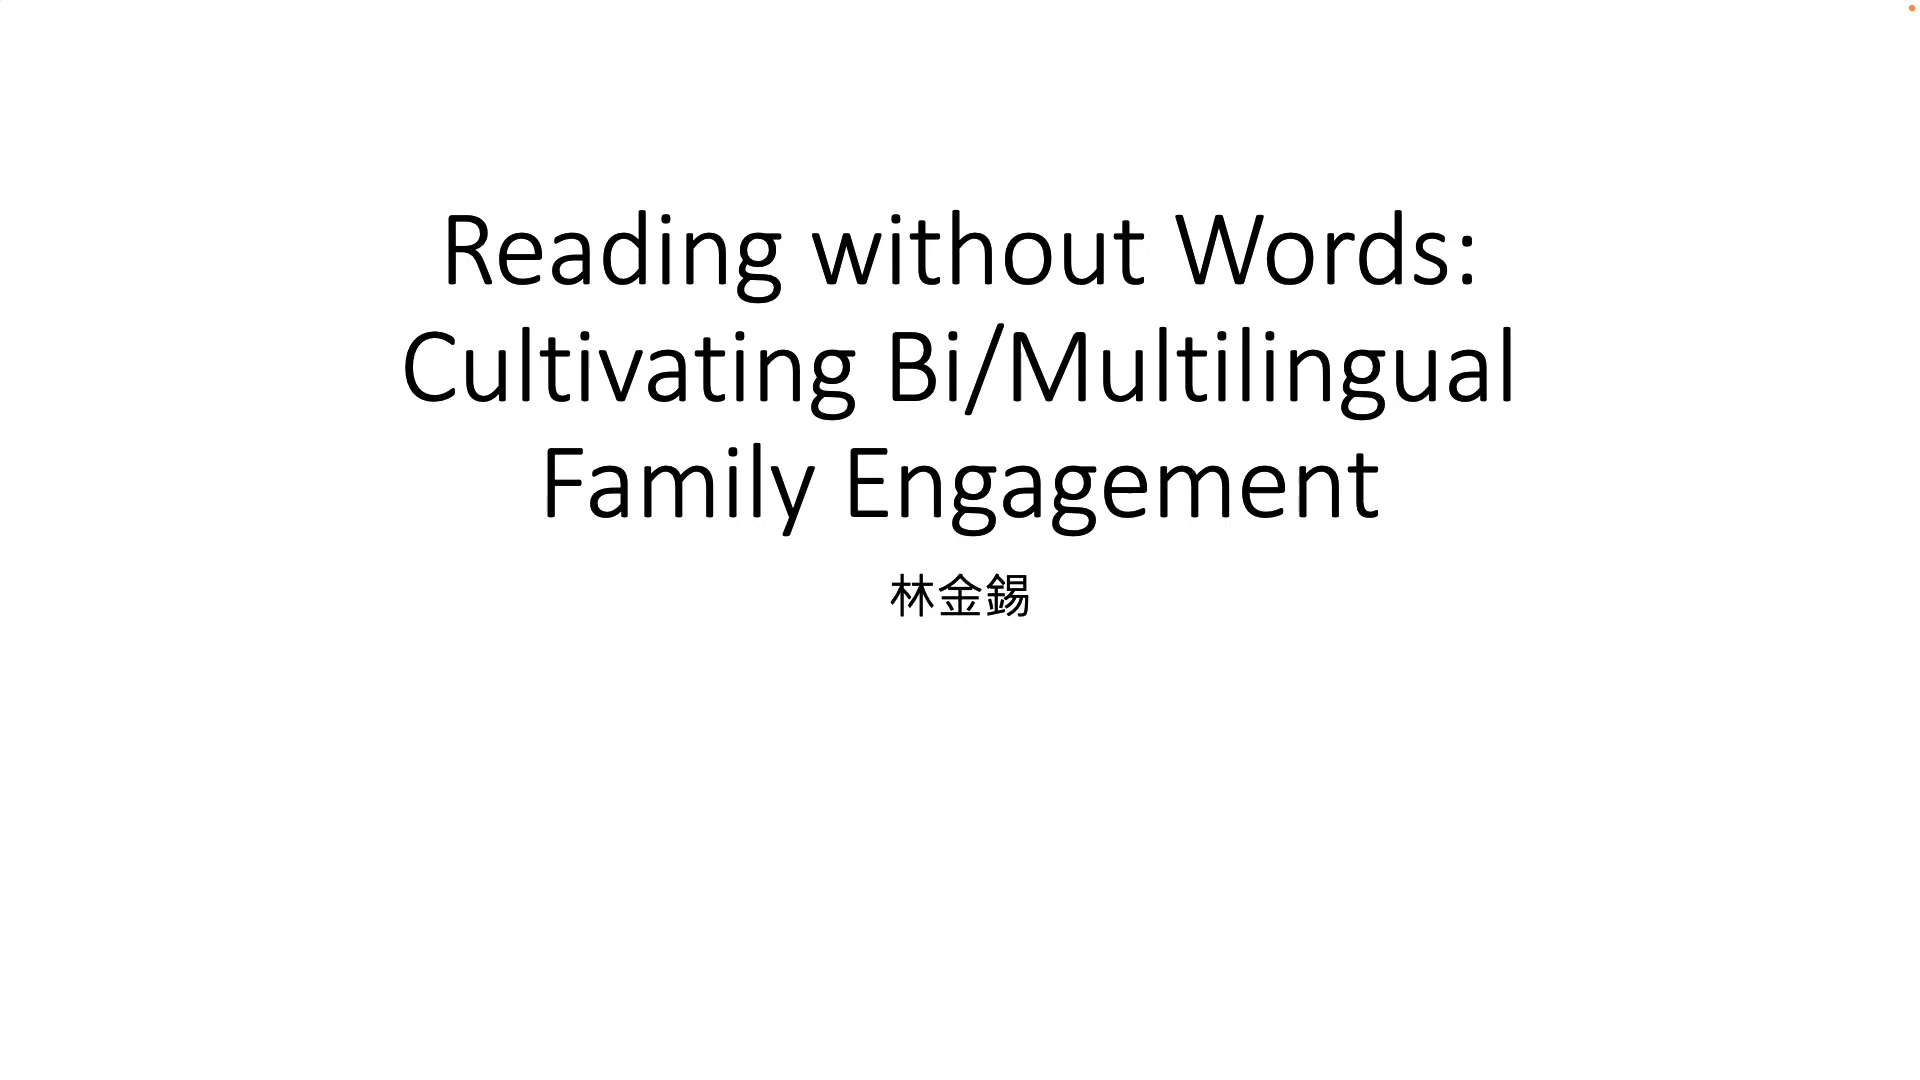 Reading without Words:
Cultivating Bi/Multilingual
Family Engagement
林金錫